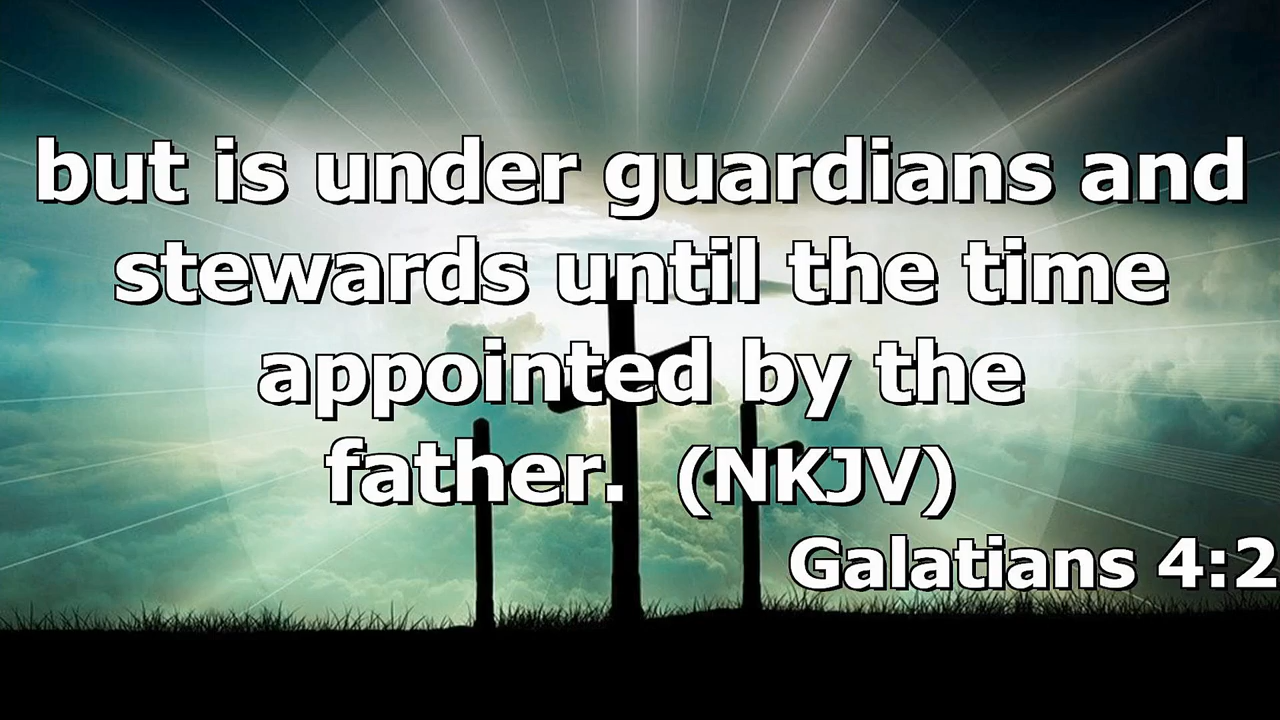 but is under guardians and
stewards until the time
appointed by the
father. (NKJV)
Galatians 4:2